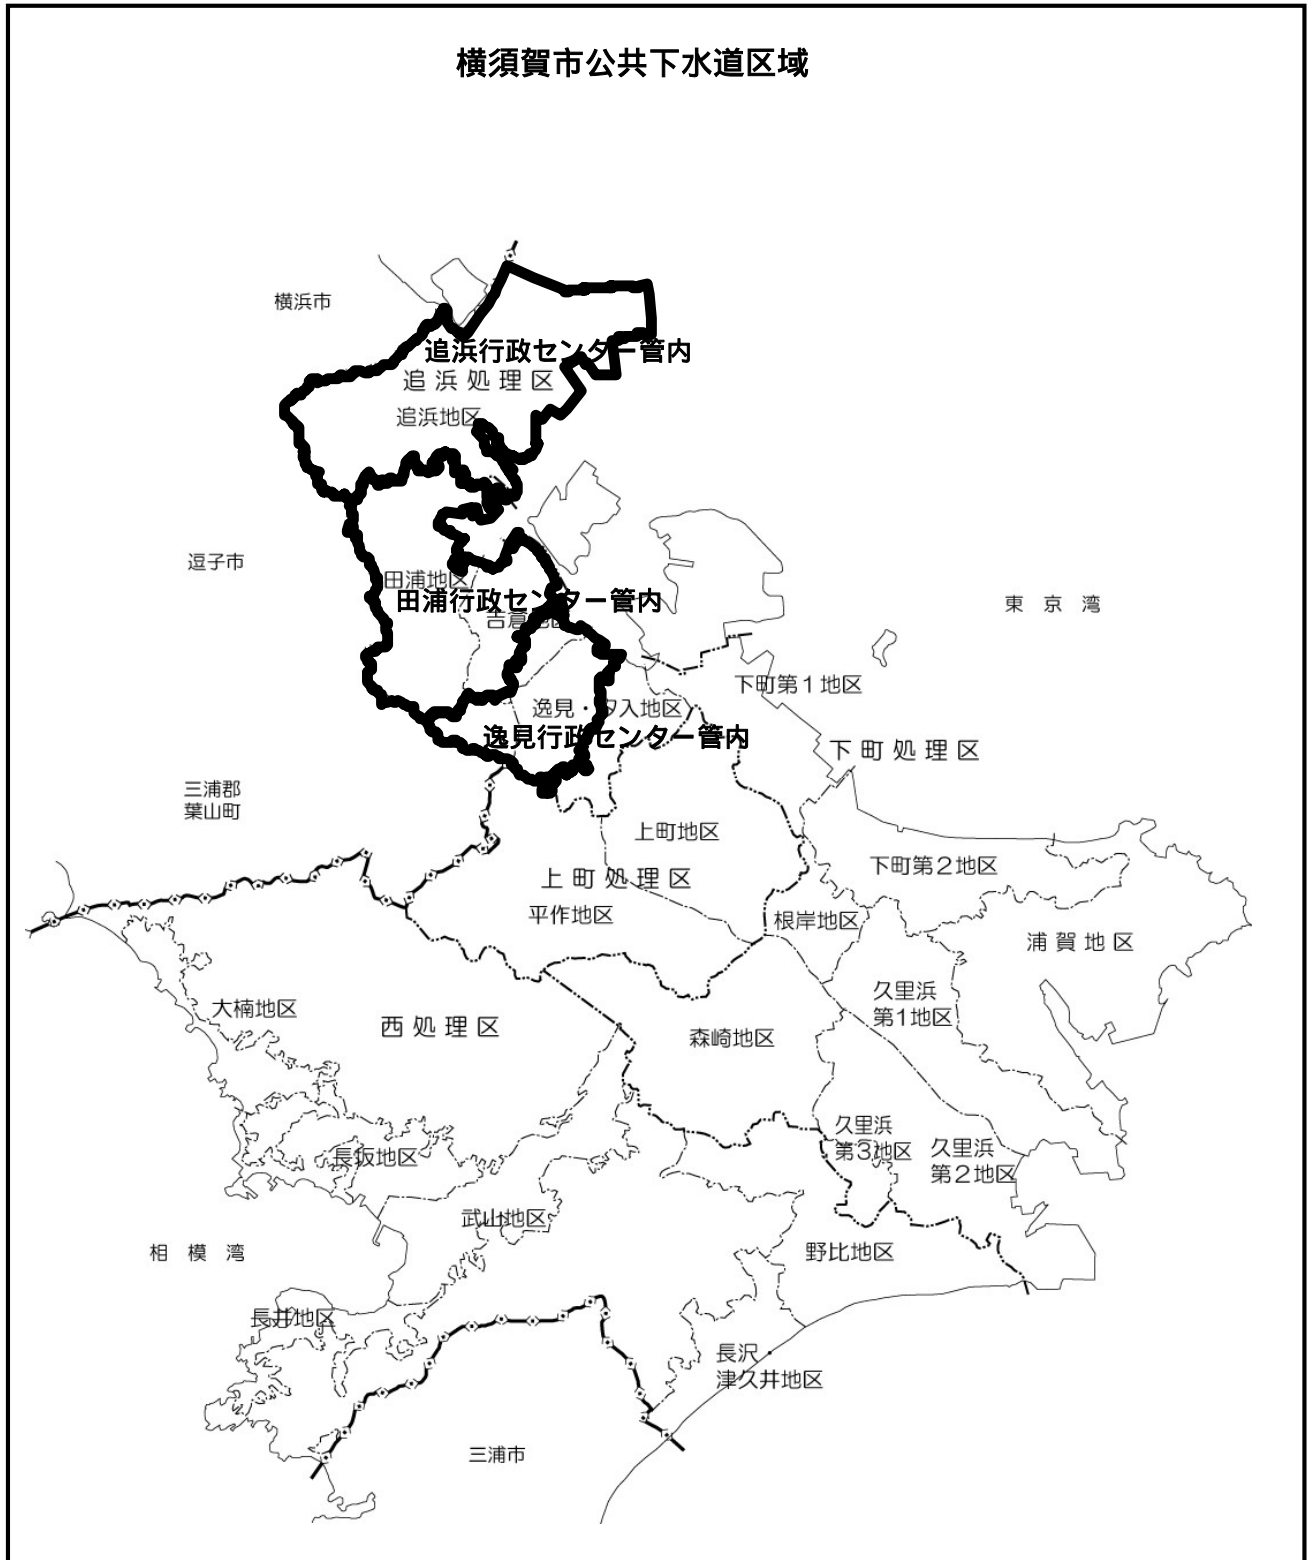 横須賀市公共下水道区域
横浜市
追浜行政センター管内
追浜処理区
追浜地区
逗子市
田浦地区
田浦行政センター管内
吉倉地区
東京湾
下町第1地区
逸見・汐入地区
逸見行政センター管内
下町処理区
三浦郡
葉山町
上町地区
下町第2地区
上町処理区
平作地区
根岸地区
浦賀地区
久里浜
第1地区
大楠地区
西処理区
森崎地区
久里浜
第3地区
久里浜
第2地区
長坂地区
武山地区
相模湾
野比地区
長井地区
長沢・
津久井地区
三浦市